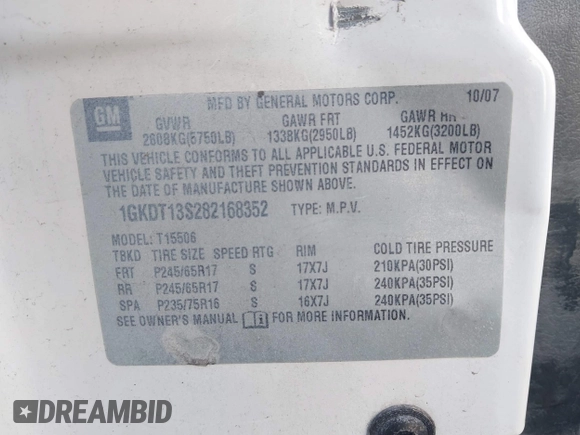 GM
MFD BY GENERAL MOTORS CORP. 10/07
GVWR GAWR FRT GAWR RR
2608KG(5750LB) 1338KG(2950LB) 1452KG(3200LB)
THIS VEHICLE CONFORMS TO ALL APPLICABLE U.S. FEDERAL MOTOR
VEHICLE SAFETY AND THEFT PREVENTION STANDARDS IN EFFECT ON
THE DATE OF MANUFACTURE SHOWN ABOVE.
1GKDT13S282168352 TYPE: M.P.V.
MODEL: T15506
TBKD TIRE SIZE SPEED RTG RIM COLD TIRE PRESSURE
FRT P245/65R17 S 17X7J 210KPA(30PSI)
RR P245/65R17 S 17X7J 240KPA(35PSI)
SPA P235/75R16 S 16X7J 240KPA(35PSI)
SEE OWNER'S MANUAL FOR MORE INFORMATION.
DREAMBID